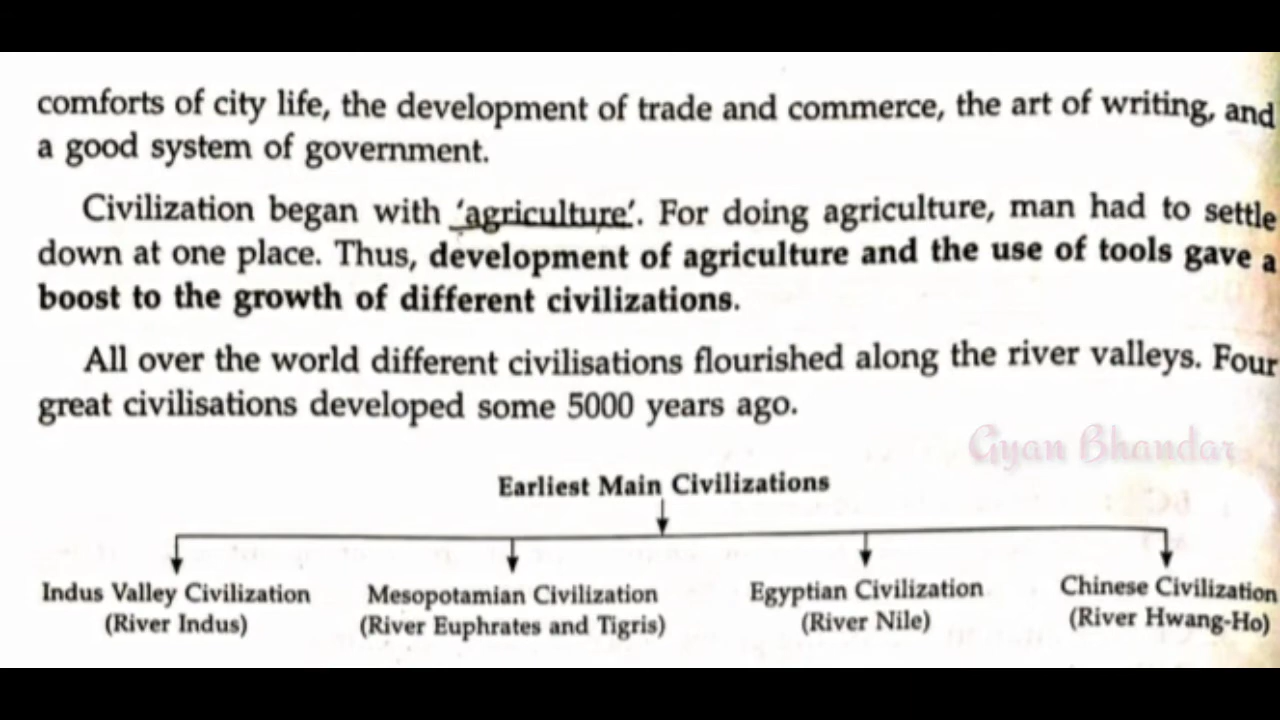 comforts of city life, the development of trade and commerce, the art of writing, and
a good system of government.
Civilization began with 'agriculture'. For doing agriculture, man had to settle
down at one place. Thus, development of agriculture and the use of tools gave a
boost to the growth of different civilizations.
All over the world different civilisations flourished along the river valleys. Four
great civilisations developed some 5000 years ago.
Gyan Bhandar
Earliest Main Civilizations
Indus Valley Civilization Mesopotamian Civilization Egyptian Civilization Chinese Civilization
(River Indus) (River Euphrates and Tigris) (River Nile) (River Hwang-Ho)